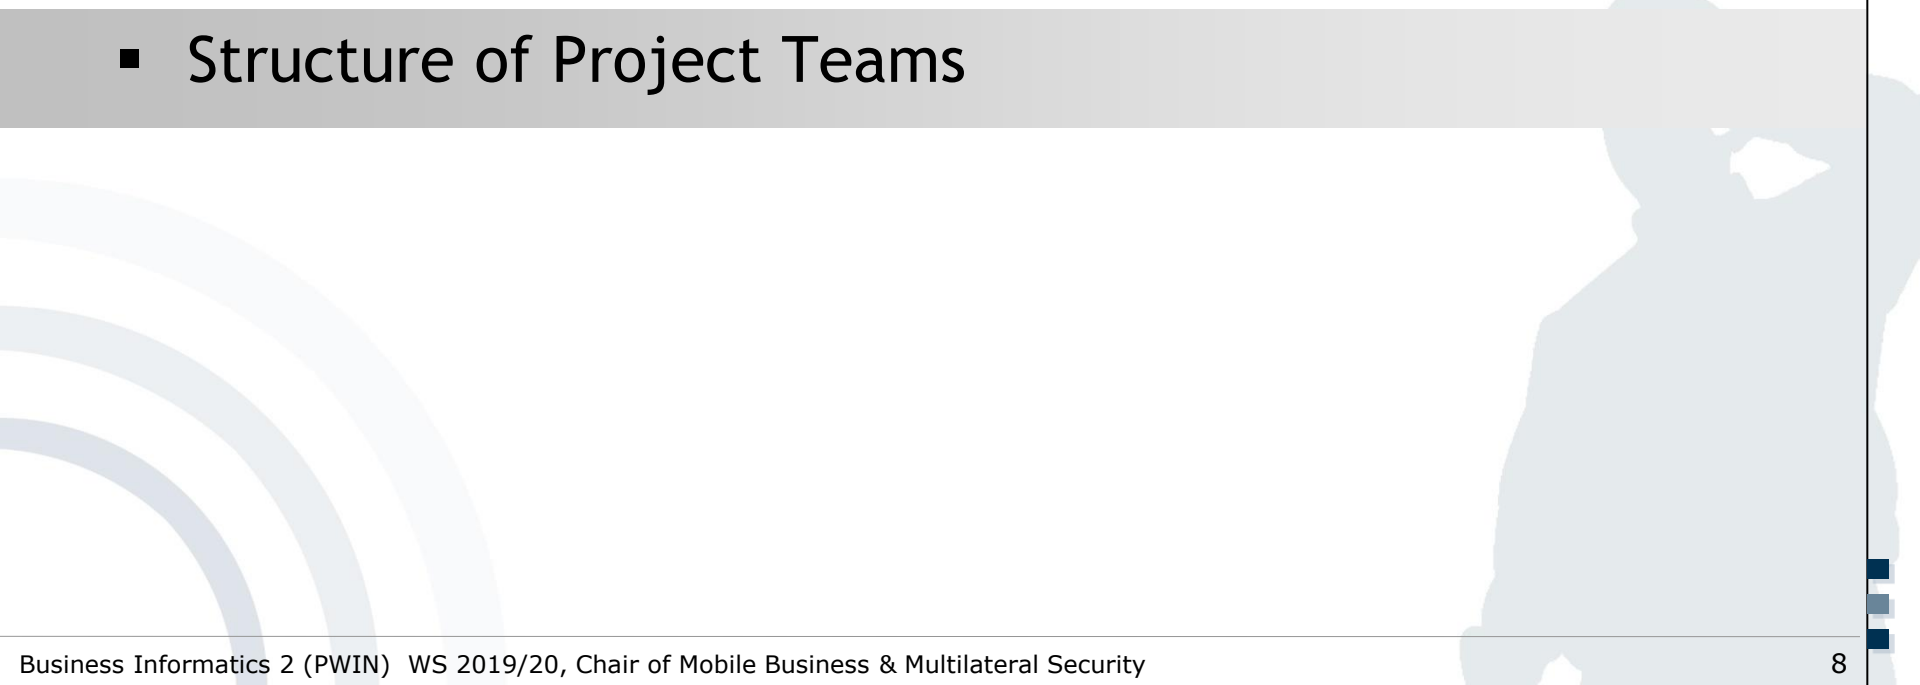 ▪ Structure of Project Teams
Business Informatics 2 (PWIN) WS 2019/20, Chair of Mobile Business & Multilateral Security
8